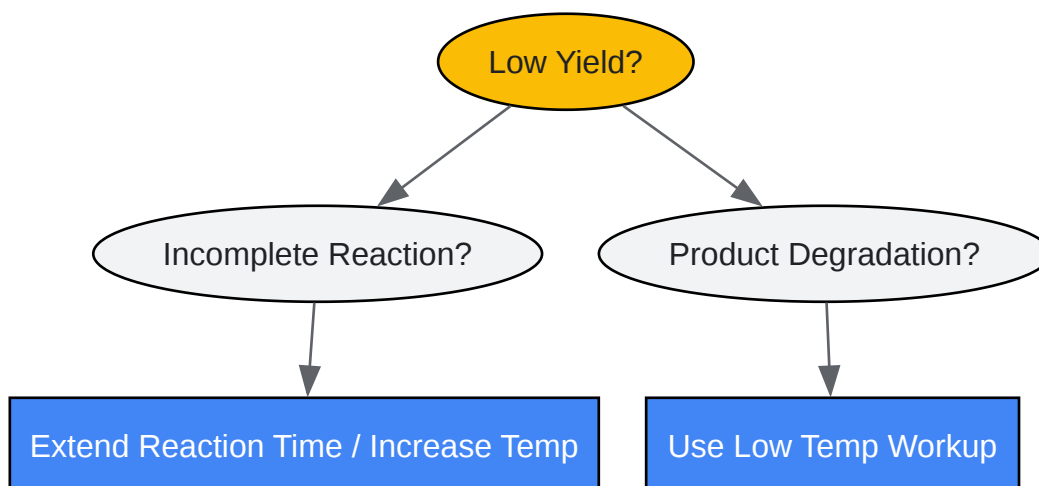 Low Yield?
Incomplete Reaction?
Product Degradation?
Extend Reaction Time / Increase Temp
Use Low Temp Workup